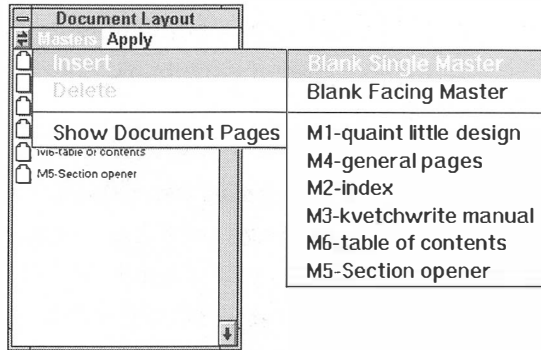 Document Layout
Masters Apply
Insert
Delete
Show Document Pages
M6-table of contents
M5-Section opener
Blank Single Master
Blank Facing Master
M1-quaint little design
M4-general pages
M2-index
M3-kvetchwrite manual
M6-table of contents
M5-Section opener